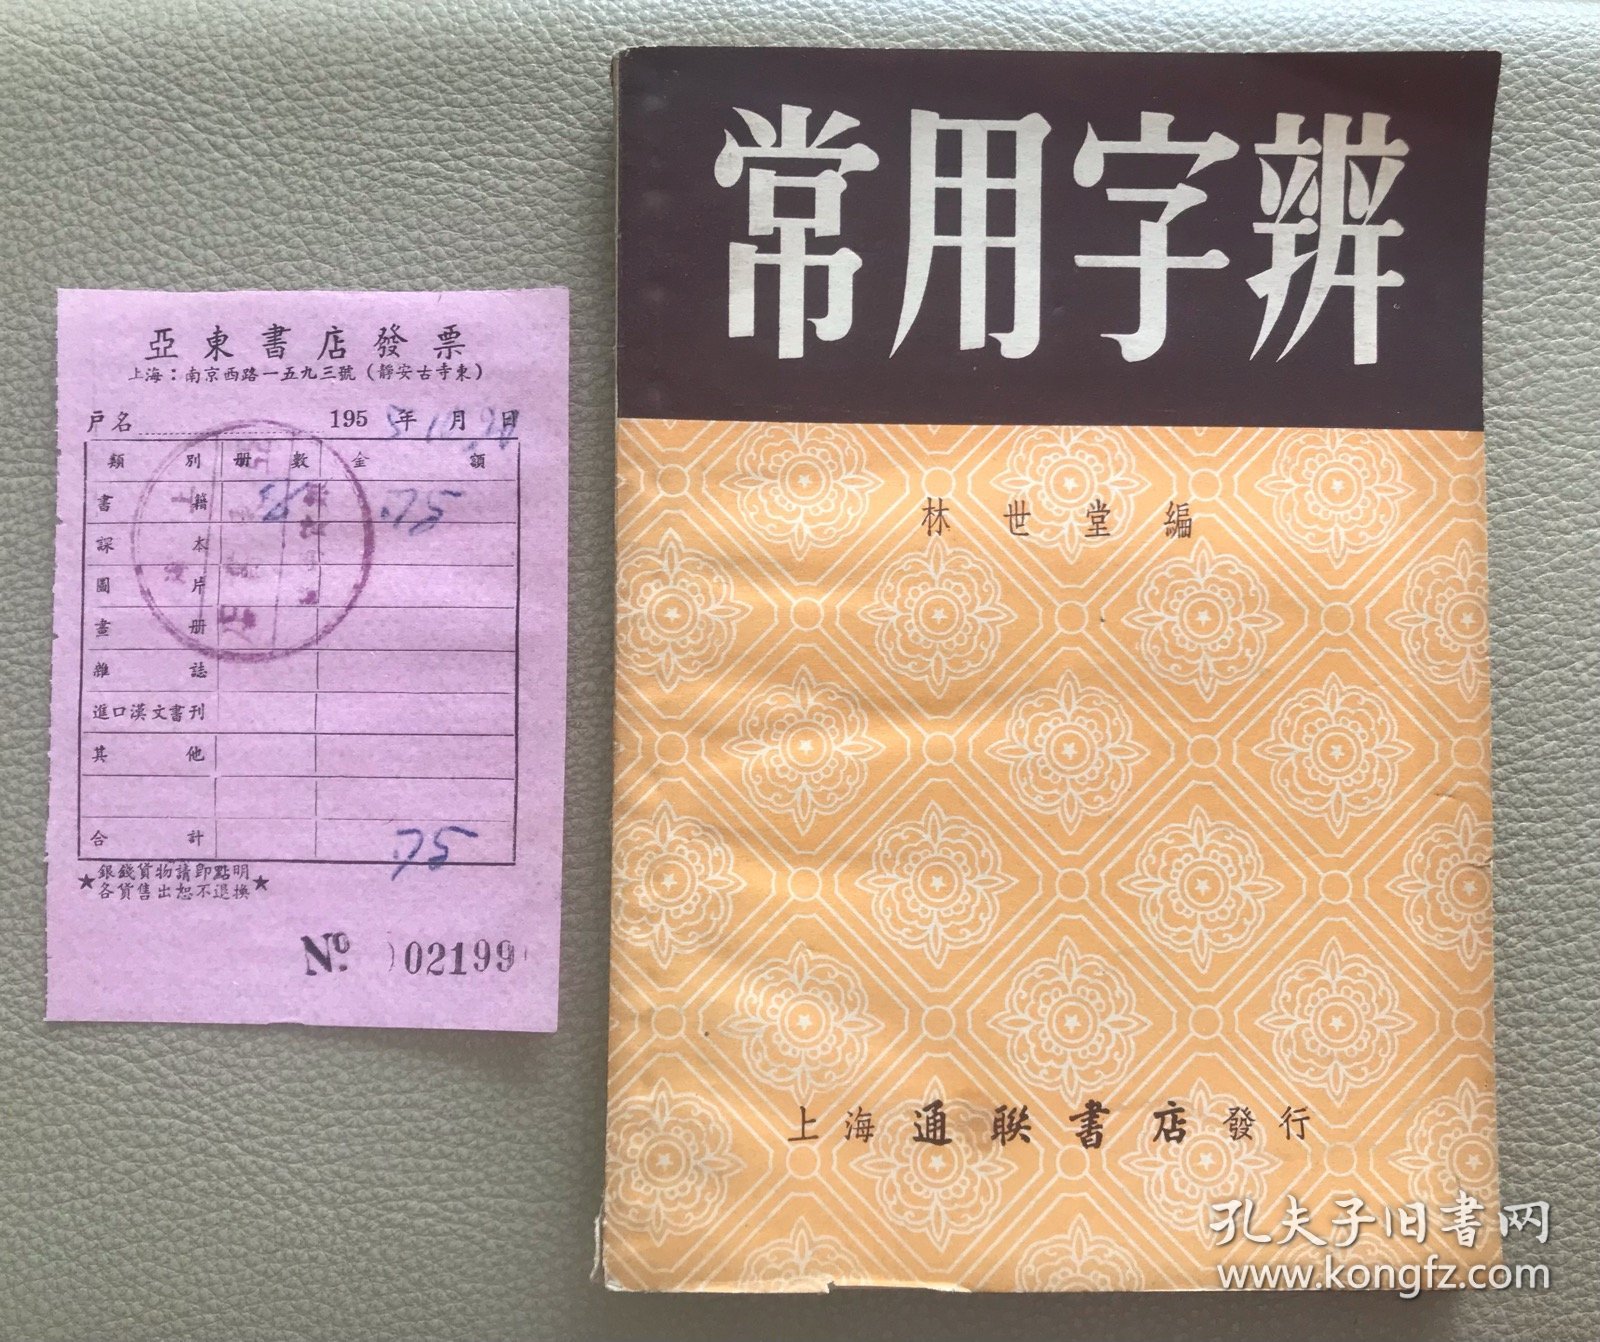 亞東書店發票
上海：南京西路一五九三號（靜安古寺東）
戶名 195 年 月 日
類別 册數 金額
書籍 .75
課本
圖片
畫册
雜誌
進口漢文書刊
其他
合計 .75
★銀錢貨物請即點明
各貨售出恕不退換★
№ 02199
常用字辨
林世堂編
上海通聯書店發行
孔夫子旧书网
www.kongfz.com